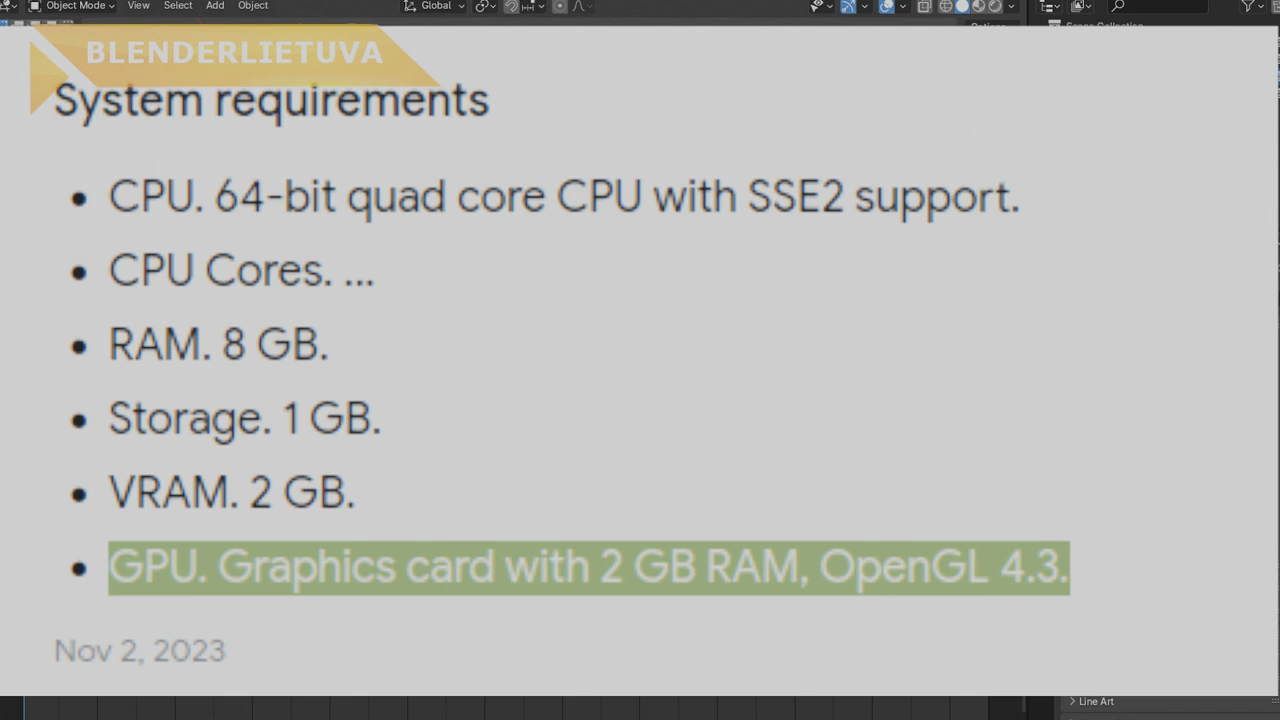 Object Mode View Select Add Object Global
BLENDERLIETUVA
System requirements
CPU. 64-bit quad core CPU with SSE2 support.
CPU Cores. ...
RAM. 8 GB.
Storage. 1 GB.
VRAM. 2 GB.
GPU. Graphics card with 2 GB RAM, OpenGL 4.3.
Nov 2, 2023
Line Art